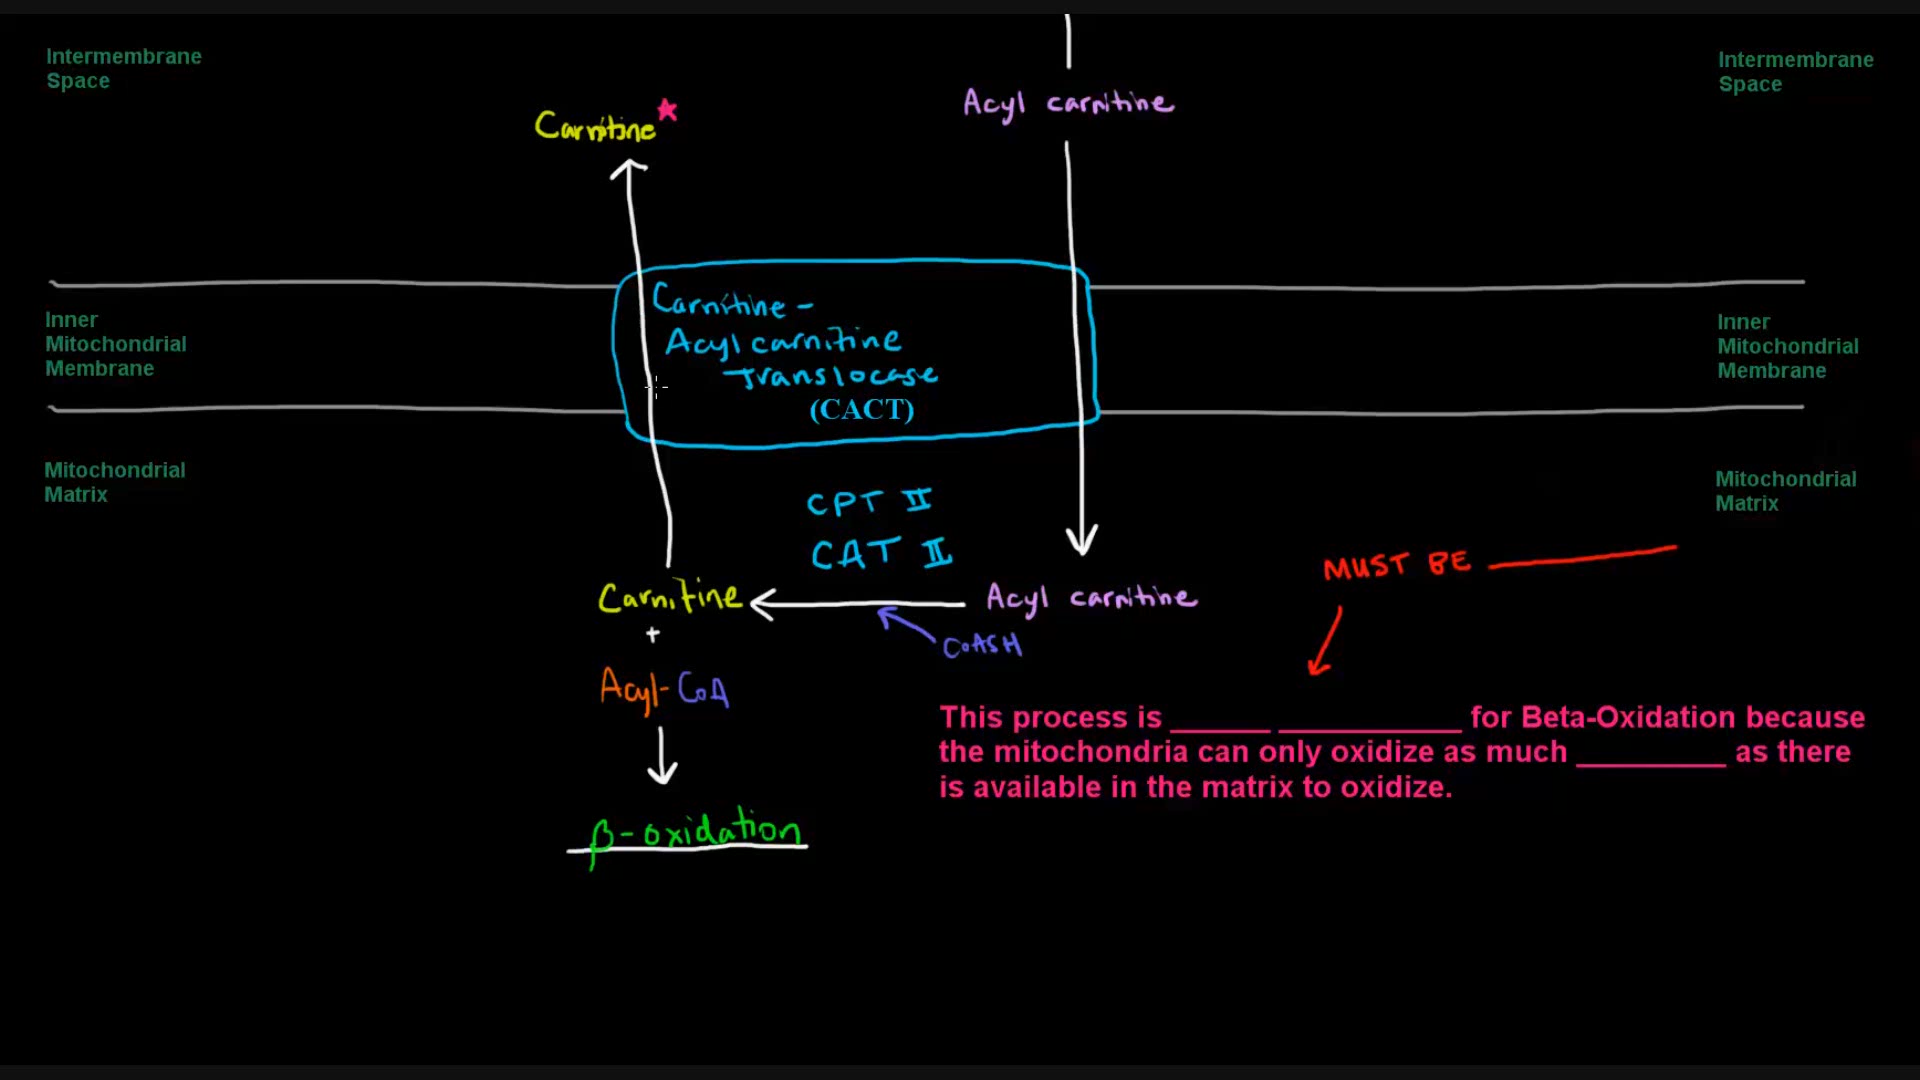 Intermembrane
Space
Intermembrane
Space
Carnitine
Acyl carnitine
Inner
Mitochondrial
Membrane
Carnitine -
Acyl carnitine
Translocase
(CACT)
Inner
Mitochondrial
Membrane
Mitochondrial
Matrix
Mitochondrial
Matrix
CPT II
CAT II
MUST BE ______
Carnitine
Acyl carnitine
+
CoASH
Acyl-CoA
This process is ______ ___________ for Beta-Oxidation because
the mitochondria can only oxidize as much _________ as there
is available in the matrix to oxidize.
β-oxidation